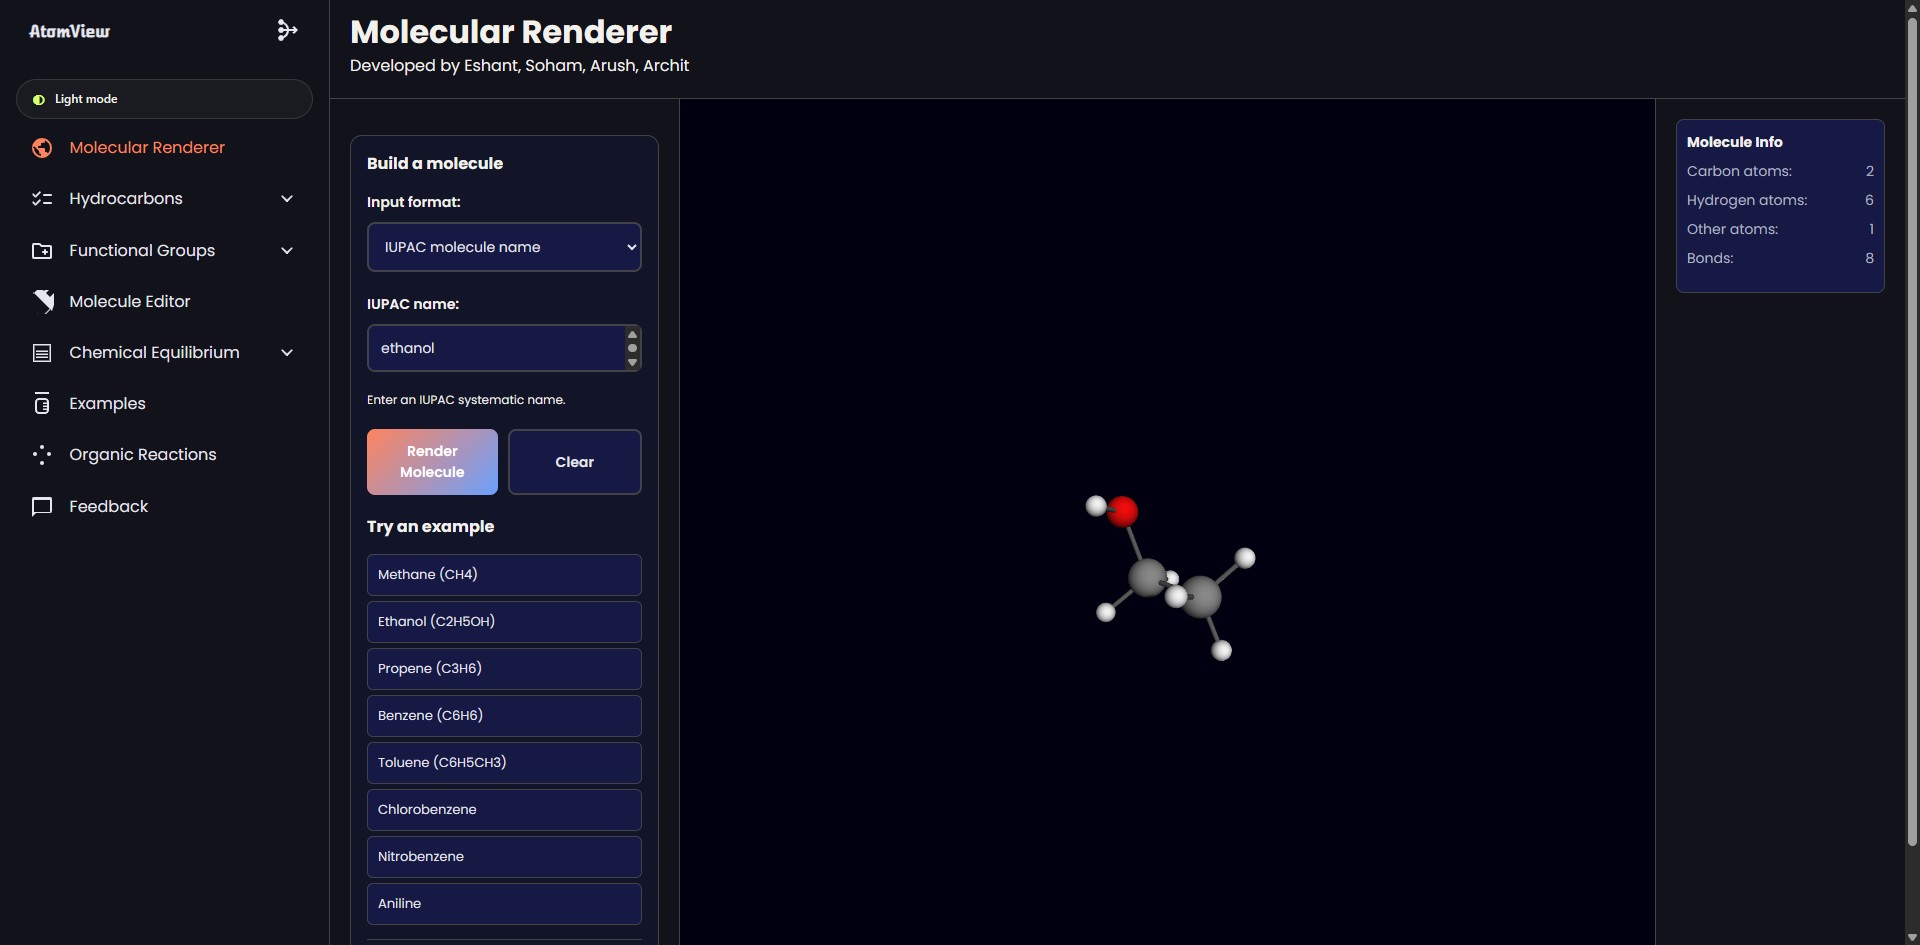 AtomView
Light mode
Molecular Renderer
Hydrocarbons
Functional Groups
Molecule Editor
Chemical Equilibrium
Examples
Organic Reactions
Feedback
Molecular Renderer
Developed by Eshant, Soham, Arush, Archit
Build a molecule
Input format:
IUPAC molecule name
IUPAC name:
ethanol
Enter an IUPAC systematic name.
Render
Molecule
Clear
Try an example
Methane (CH4)
Ethanol (C2H5OH)
Propene (C3H6)
Benzene (C6H6)
Toluene (C6H5CH3)
Chlorobenzene
Nitrobenzene
Aniline
Molecule Info
Carbon atoms: 2
Hydrogen atoms: 6
Other atoms: 1
Bonds: 8